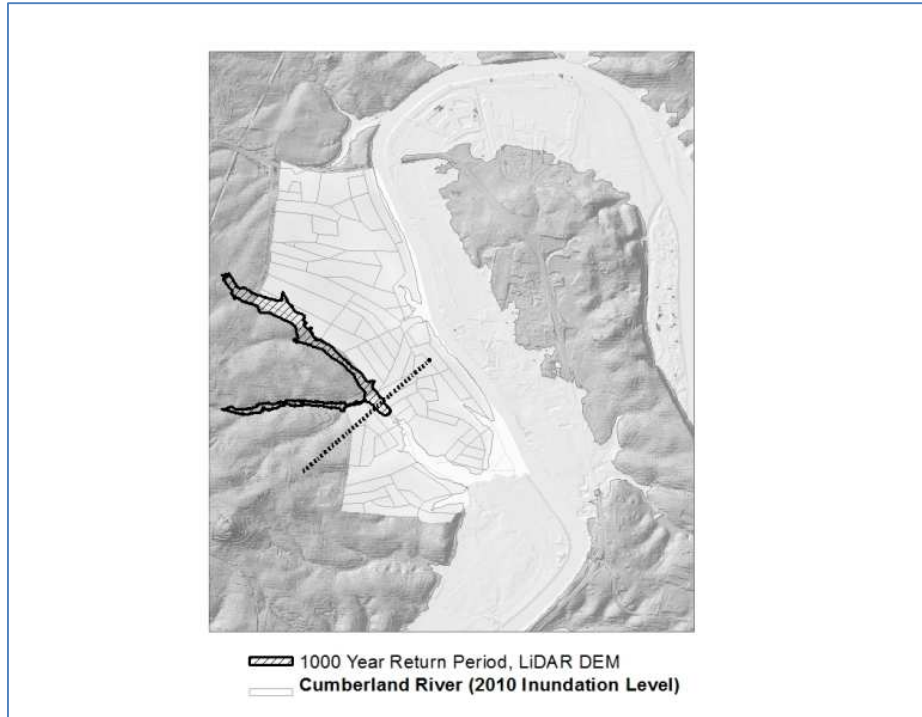 1000 Year Return Period, LiDAR DEM
Cumberland River (2010 Inundation Level)